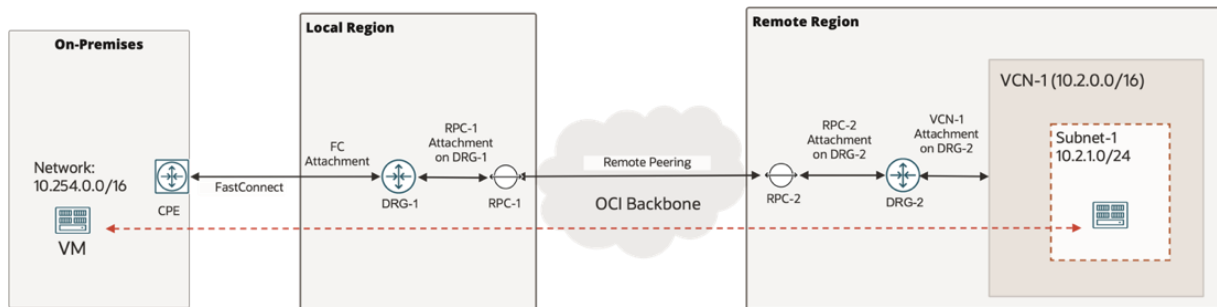 On-Premises
Network:
10.254.0.0/16
VM
CPE
FastConnect
Local Region
FC
Attachment
DRG-1
RPC-1
Attachment
on DRG-1
RPC-1
Remote Peering
OCI Backbone
Remote Region
RPC-2
RPC-2
Attachment
on DRG-2
DRG-2
VCN-1
Attachment
on DRG-2
VCN-1 (10.2.0.0/16)
Subnet-1
10.2.1.0/24